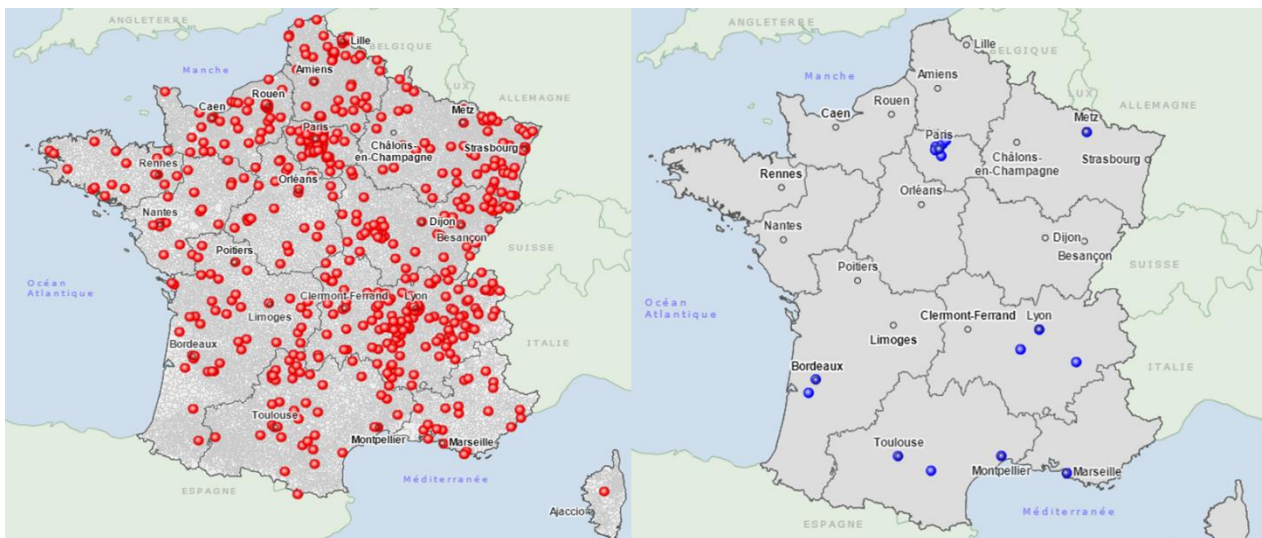 ANGLETERRE
Lille
BELGIQUE
Manche
Amiens
LUX.
ALLEMAGNE
Rouen
Caen
Metz
Paris
Châlons-
en-Champagne
Strasbourg
Rennes
Orléans
Nantes
Dijon
Besançon
SUISSE
Poitiers
Océan
Atlantique
Clermont-Ferrand
Lyon
Limoges
ITALIE
Bordeaux
Toulouse
Montpellier
Marseille
Méditerranée
ESPAGNE
Ajaccio
ANGLETERRE
Lille
BELGIQUE
Manche
Amiens
LUX.
ALLEMAGNE
Rouen
Caen
Metz
Paris
Châlons-
en-Champagne
Strasbourg
Rennes
Orléans
Nantes
Dijon
Besançon
SUISSE
Poitiers
Océan
Atlantique
Clermont-Ferrand
Lyon
Limoges
ITALIE
Bordeaux
Toulouse
Montpellier
Marseille
Méditerranée
ESPAGNE